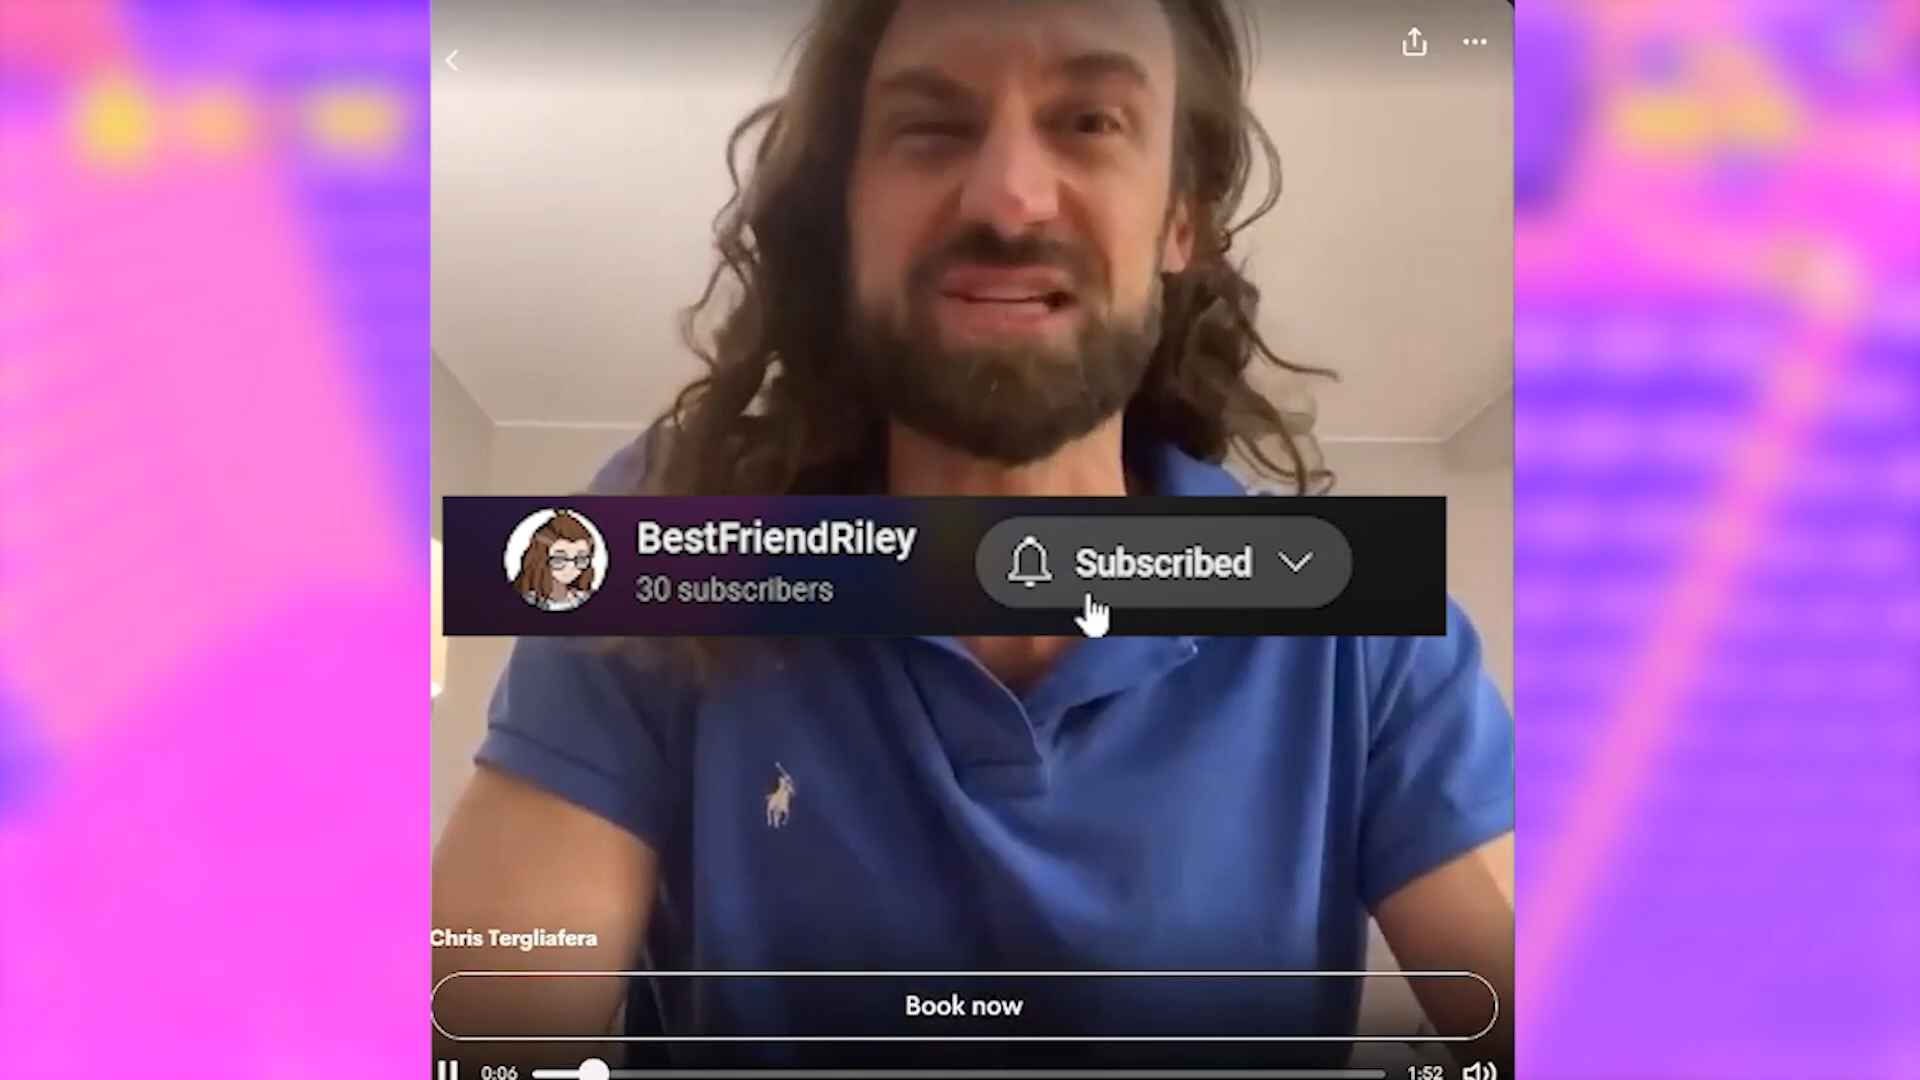 BestFriendRiley
30 subscribers
Subscribed
Chris Tergliafera
Book now
0:06
1:52